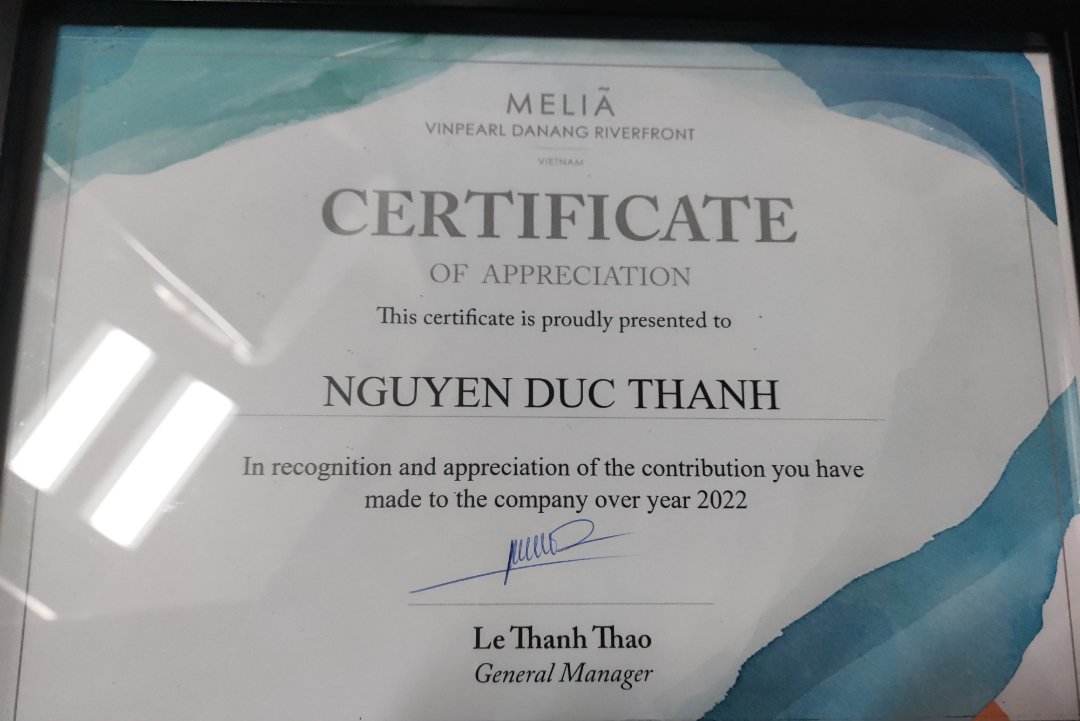 MELIÃ
VINPEARL DANANG RIVERFRONT
VIETNAM
CERTIFICATE
OF APPRECIATION
This certificate is proudly presented to
NGUYEN DUC THANH
In recognition and appreciation of the contribution you have
made to the company over year 2022
Le Thanh Thao
General Manager